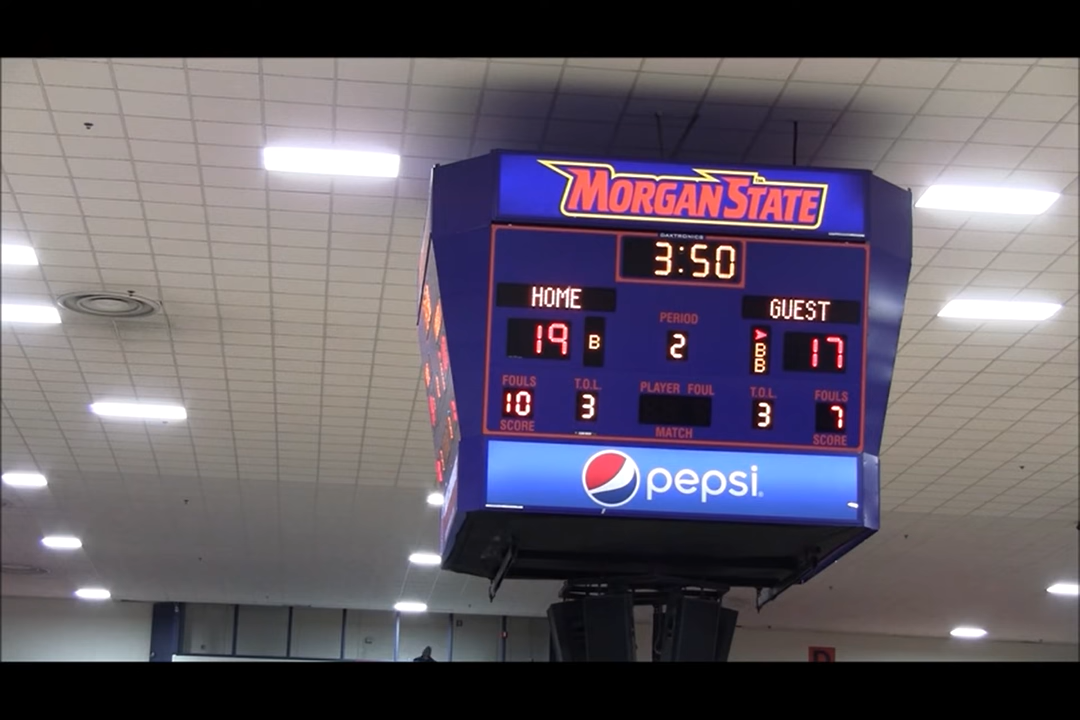 MORGAN STATE
DAKTRONICS
3:50
HOME
GUEST
PERIOD
19 B 2 B B 17
FOULS T.O.L. PLAYER FOUL T.O.L. FOULS
10 3 3 7
SCORE MATCH SCORE
pepsi